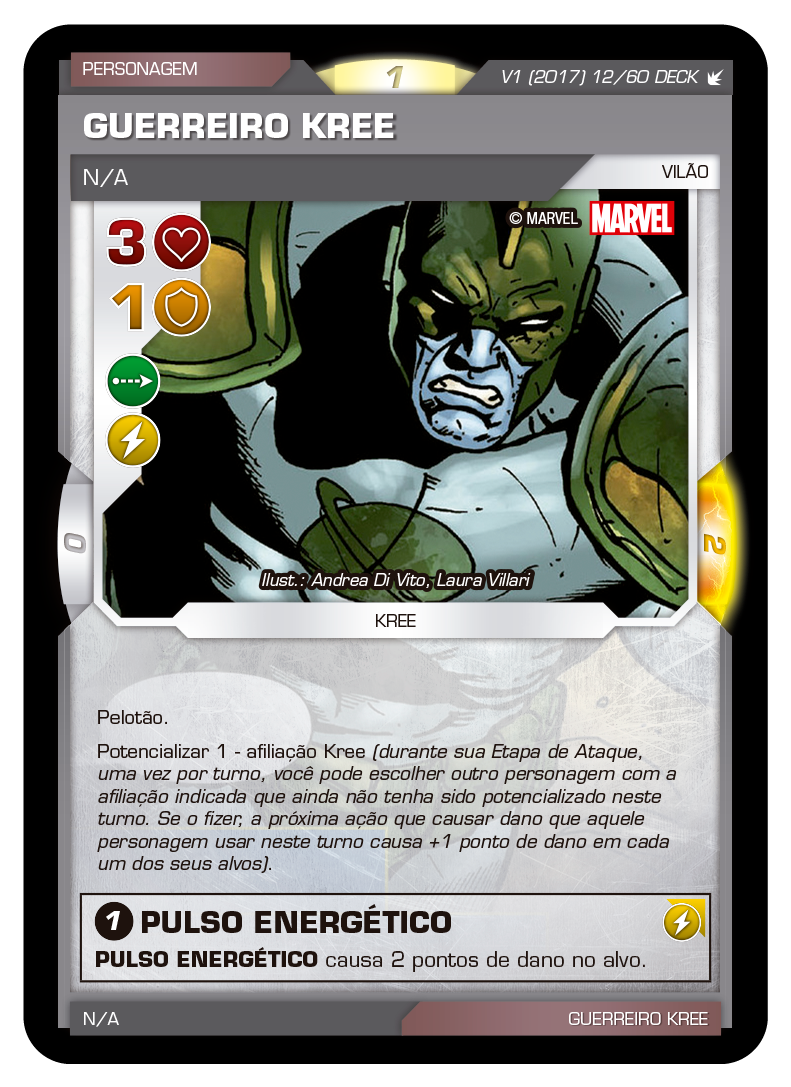 PERSONAGEM
1
V1 (2017) 12/60 DECK
GUERREIRO KREE
N/A
VILÃO
© MARVEL
MARVEL
3
1
0
2
Ilust.: Andrea Di Vito, Laura Villari
KREE
Pelotão.
Potencializar 1 - afiliação Kree (durante sua Etapa de Ataque,
uma vez por turno, você pode escolher outro personagem com a
afiliação indicada que ainda não tenha sido potencializado neste
turno. Se o fizer, a próxima ação que causar dano que aquele
personagem usar neste turno causa +1 ponto de dano em cada
um dos seus alvos).
1 PULSO ENERGÉTICO
PULSO ENERGÉTICO causa 2 pontos de dano no alvo.
N/A
GUERREIRO KREE